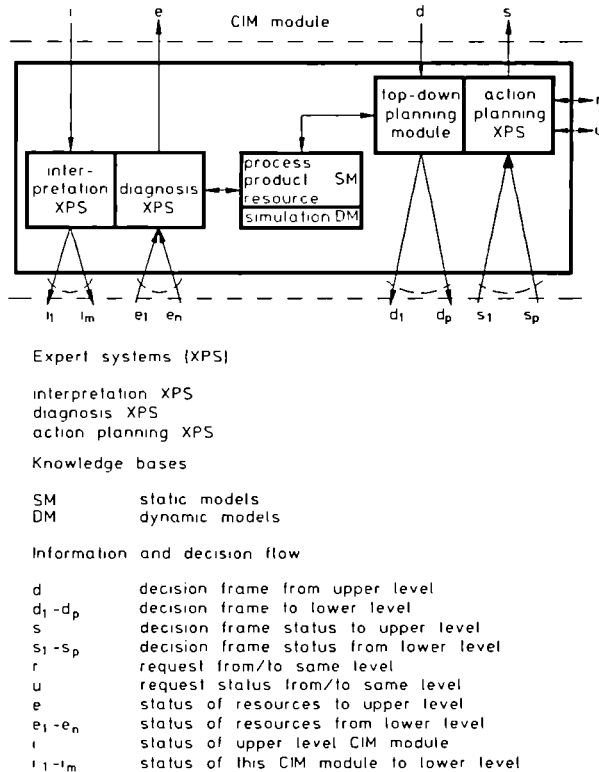 i e CIM module d s
top-down planning module
action planning XPS
r
u
inter- pretation XPS
diagnosis XPS
process product resource SM
simulation DM
i1 im e1 en d1 dp s1 sp
Expert systems (XPS)
interpretation XPS
diagnosis XPS
action planning XPS
Knowledge bases
SM static models
DM dynamic models
Information and decision flow
d decision frame from upper level
d1-dp decision frame to lower level
s decision frame status to upper level
s1-sp decision frame status from lower level
r request from/to same level
u request status from/to same level
e status of resources to upper level
e1-en status of resources from lower level
i status of upper level CIM module
i1-im status of this CIM module to lower level